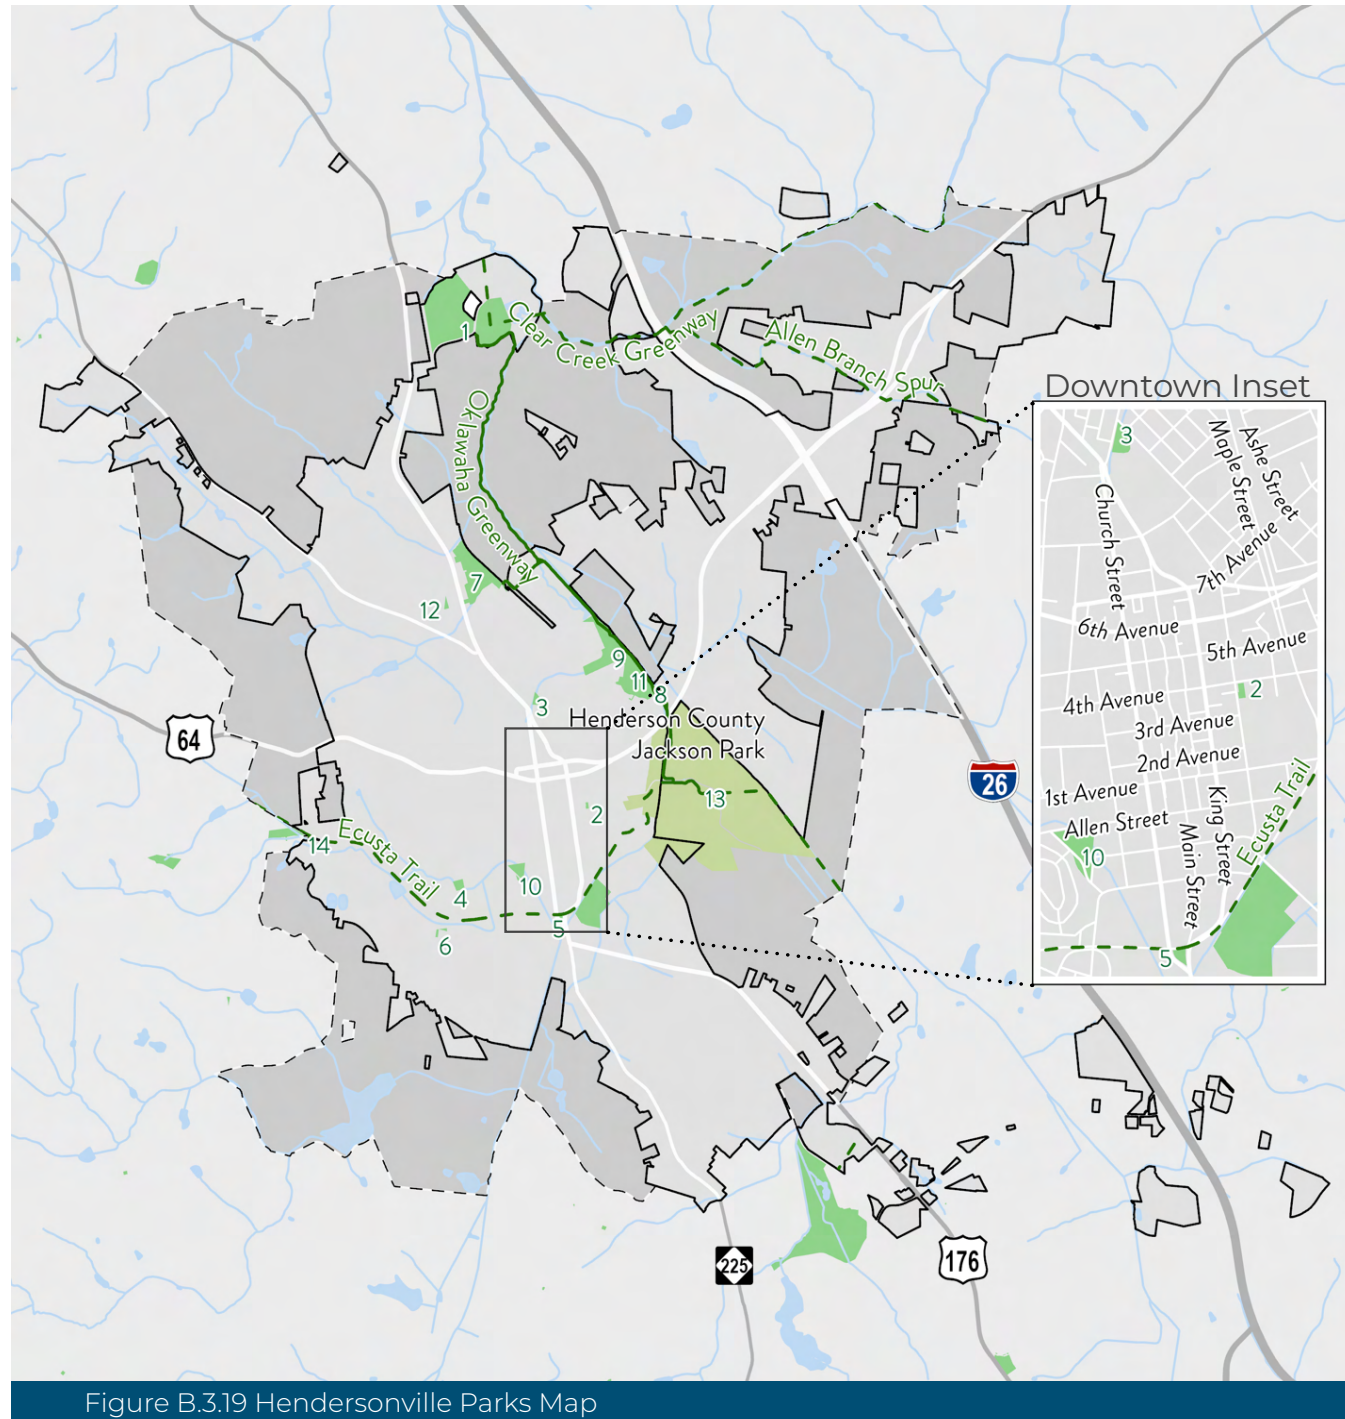 1
Clear Creek Greenway
Allen Branch Spur
Oklawaha Greenway
7
12
9
11
8
3
Henderson County
Jackson Park
64
26
13
2
14
Ecusta Trail
4
10
6
5
225
176
Downtown Inset
3
Maple Street
Ashe Street
Church Street
7th Avenue
6th Avenue
5th Avenue
4th Avenue
2
3rd Avenue
2nd Avenue
1st Avenue
Allen Street
King Street
Main Street
Ecusta Trail
10
5
Figure B.3.19 Hendersonville Parks Map